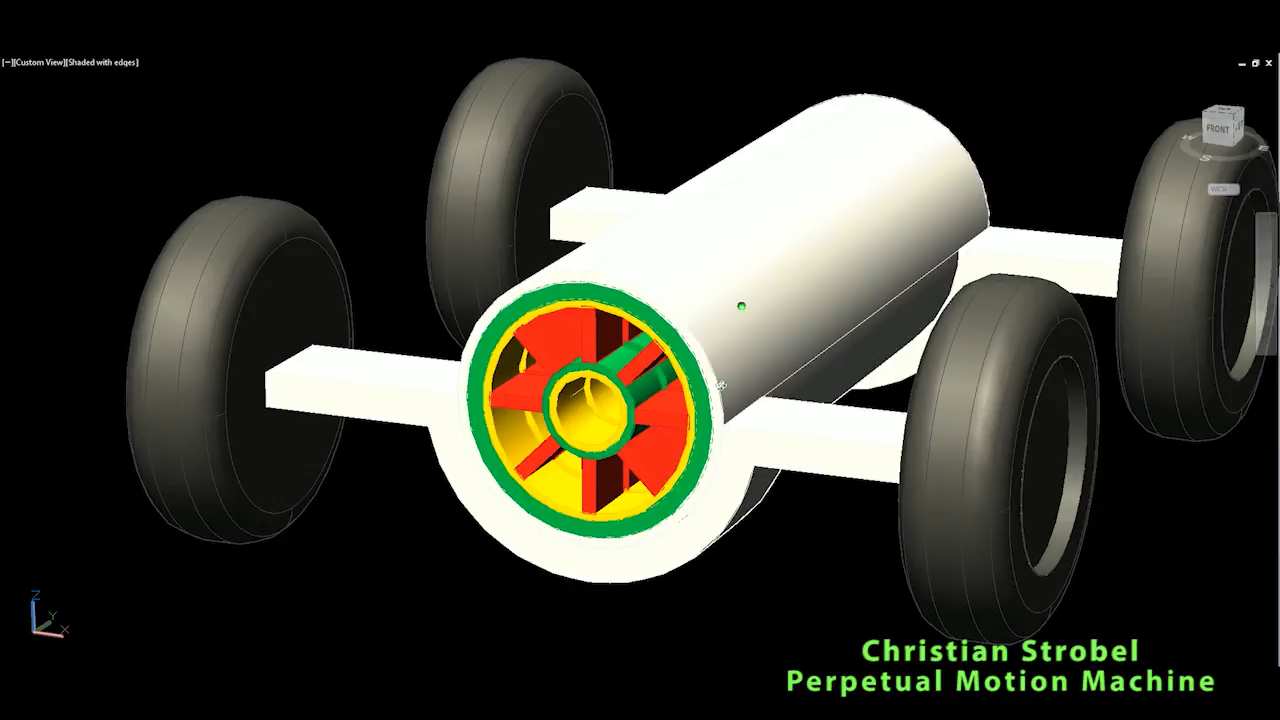 [−][Custom View][Shaded with edges]
FRONT
S
Z
Y
X
Christian Strobel
Perpetual Motion Machine